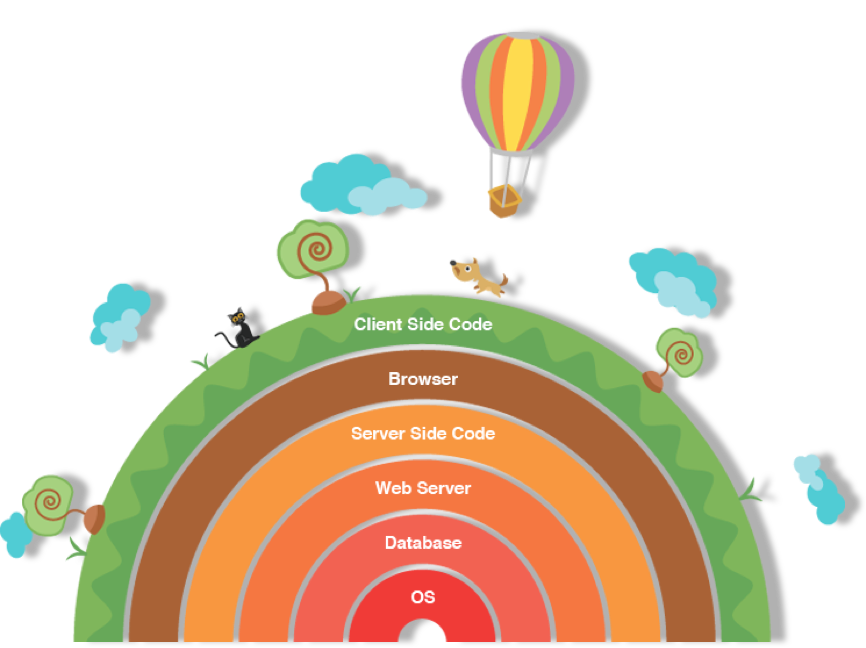 Client Side Code
Browser
Server Side Code
Web Server
Database
OS